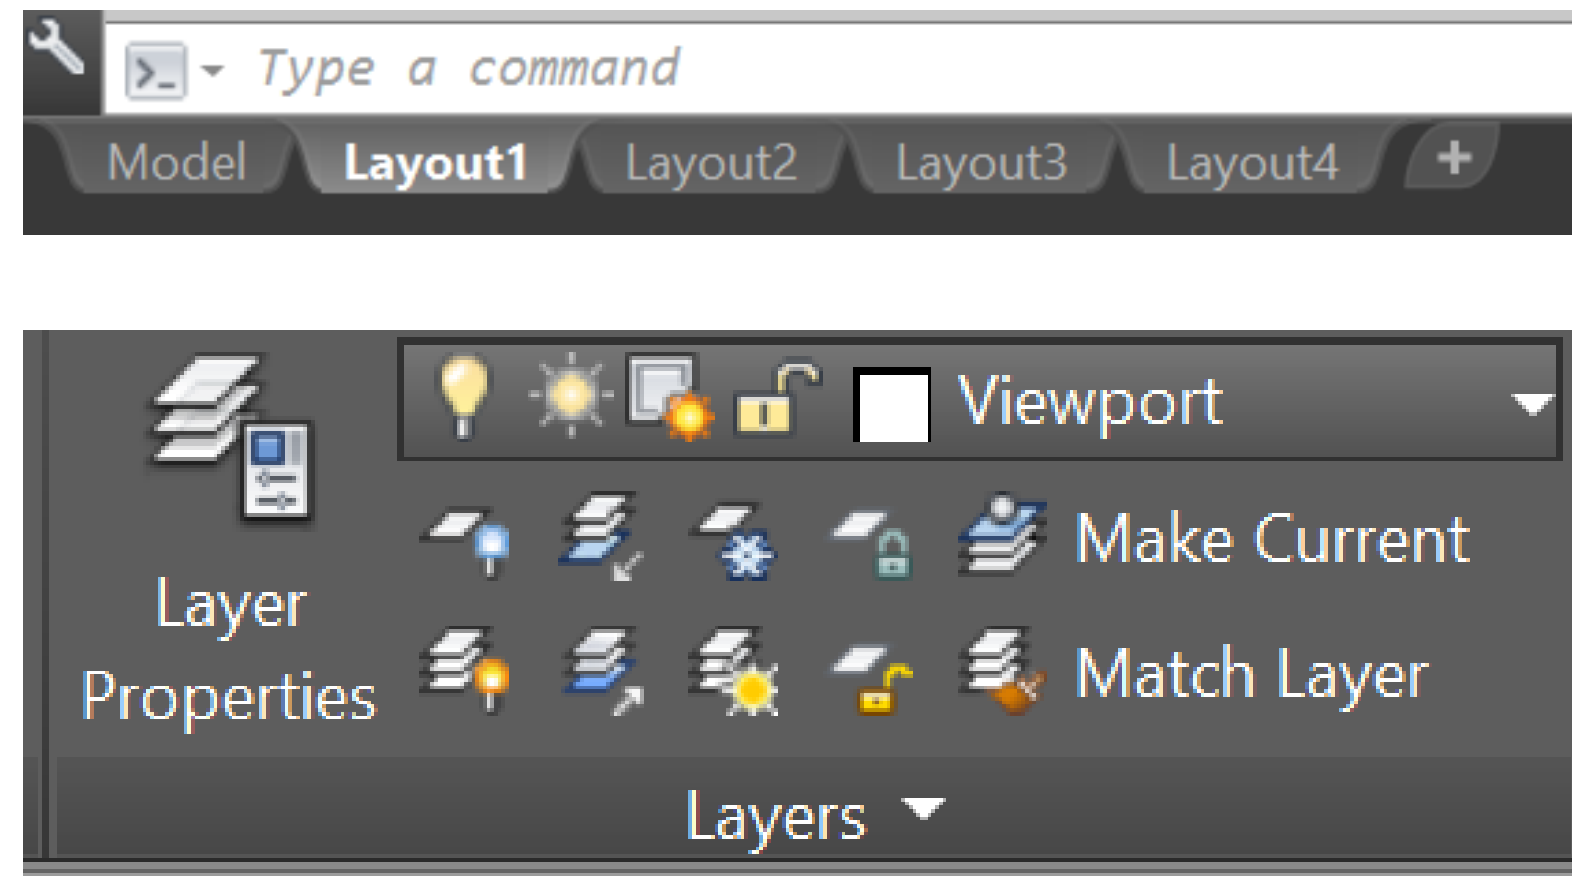 Type a command
Model Layout1 Layout2 Layout3 Layout4 +
Viewport
Make Current
Layer
Properties
Match Layer
Layers